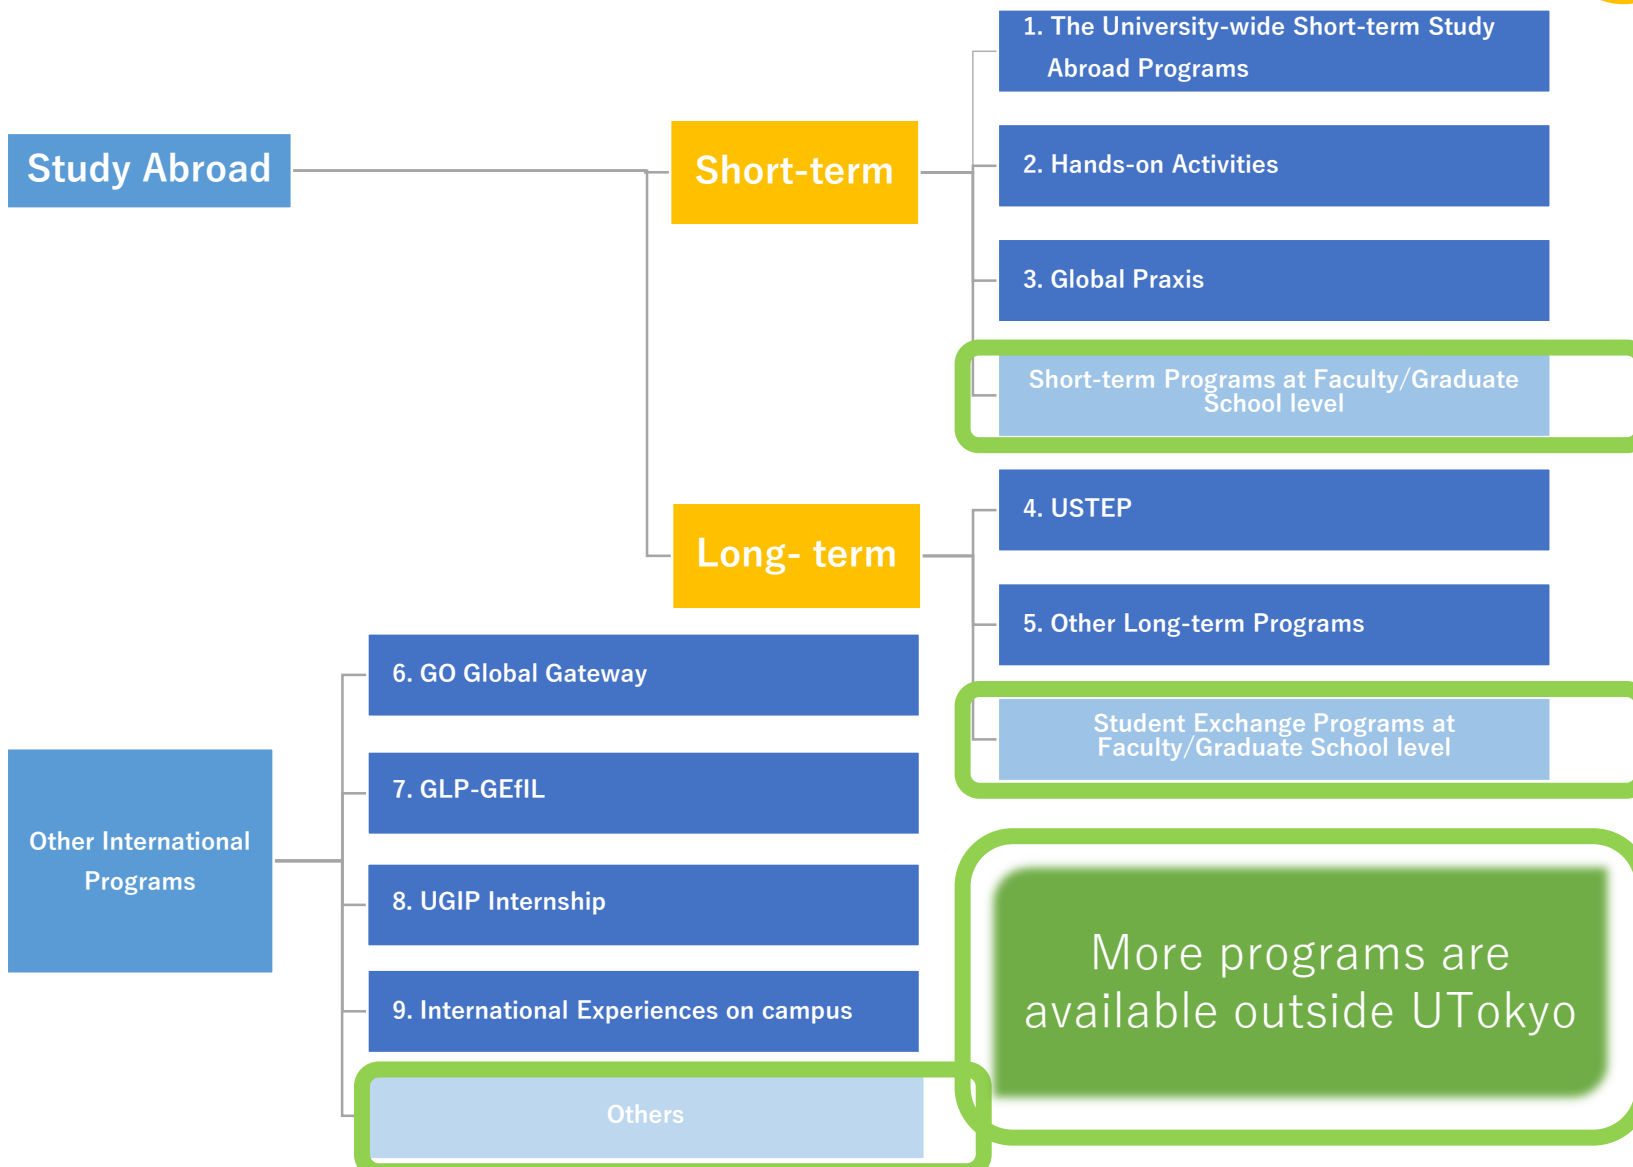 Study Abroad
Short-term
1. The University-wide Short-term Study
Abroad Programs
2. Hands-on Activities
3. Global Praxis
Short-term Programs at Faculty/Graduate
School level
Long- term
4. USTEP
5. Other Long-term Programs
Student Exchange Programs at
Faculty/Graduate School level
Other International
Programs
6. GO Global Gateway
7. GLP-GEfIL
8. UGIP Internship
9. International Experiences on campus
Others
More programs are
available outside UTokyo